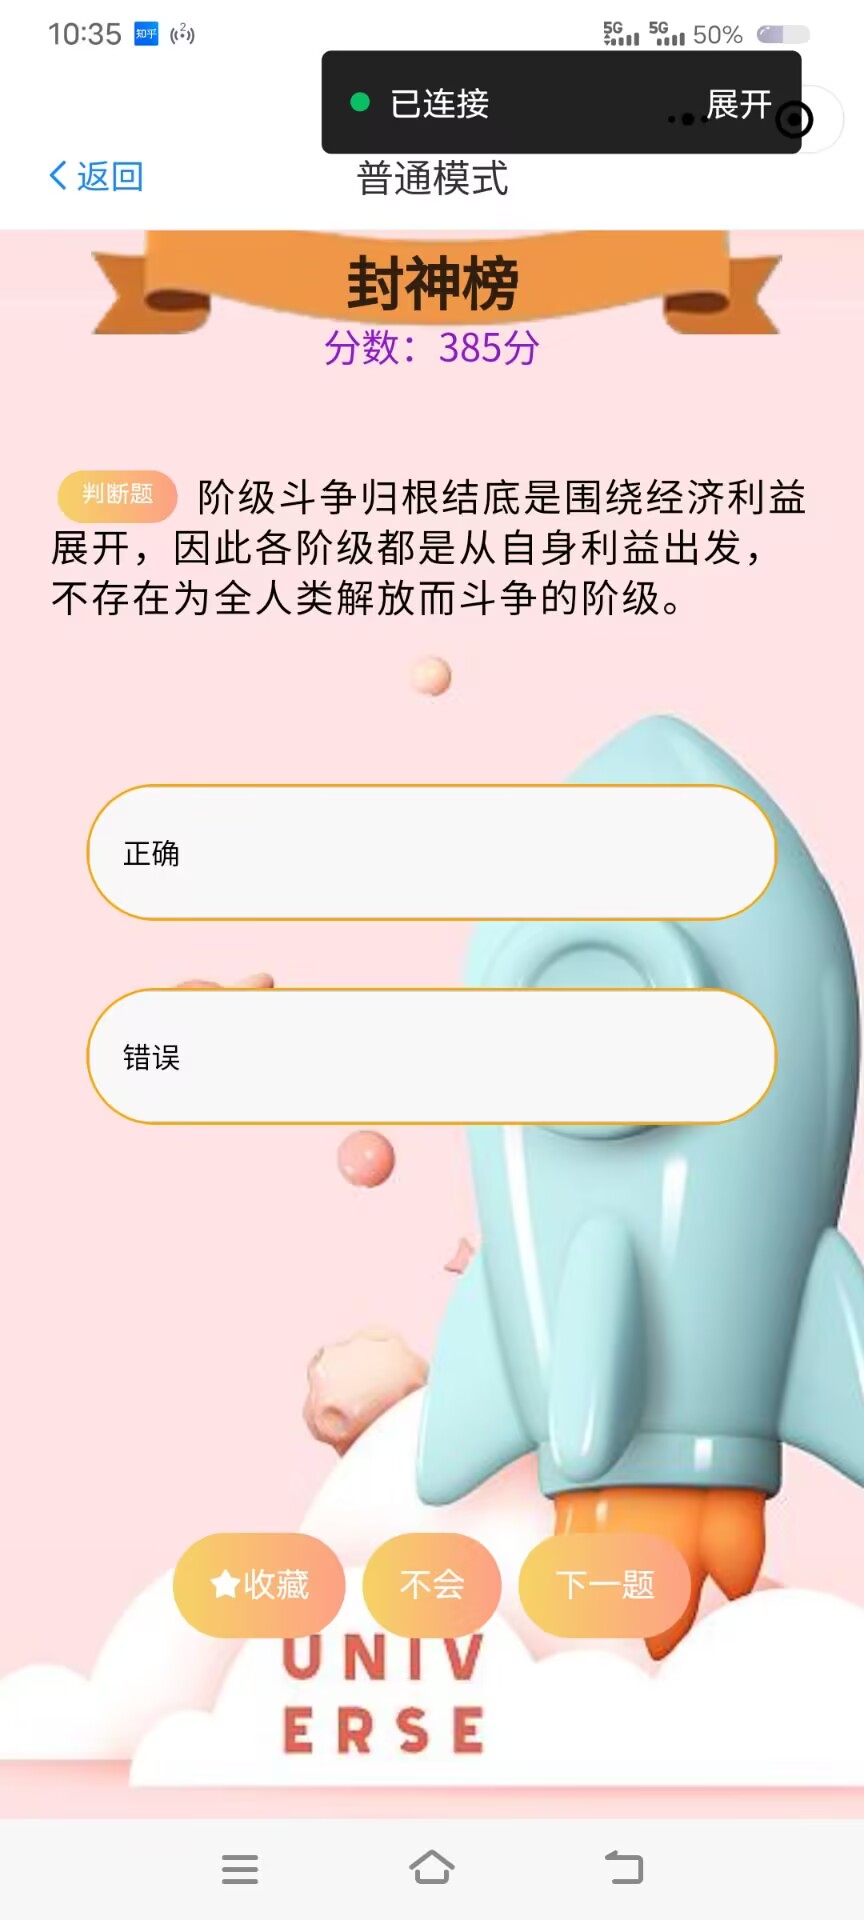 10:35 知乎 2 5G 5G 50%
已连接 展开
返回 普通模式
封神榜
分数：385分
判断题 阶级斗争归根结底是围绕经济利益
展开，因此各阶级都是从自身利益出发，
不存在为全人类解放而斗争的阶级。
正确
错误
收藏 不会 下一题
UNIV
ERSE